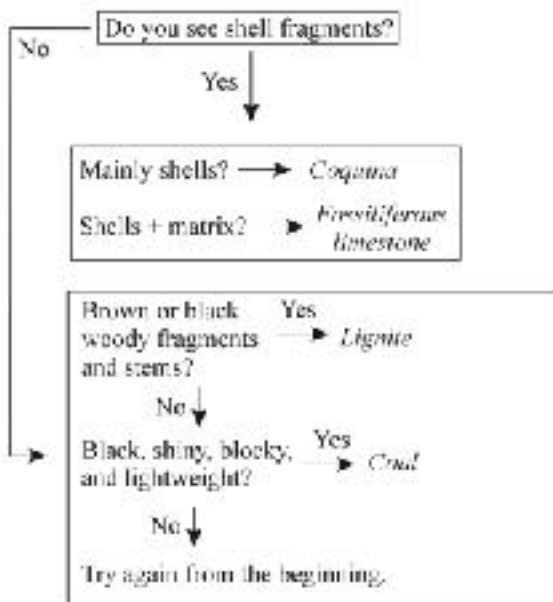 Do you see shell fragments?
No
Yes
Mainly shells? Coquina
Shells + matrix? Fossiliferous
limestone
Brown or black Yes
woody fragments Lignite
and stems?
No
Black, shiny, blocky, Yes
and lightweight? Coal
No
Try again from the beginning.